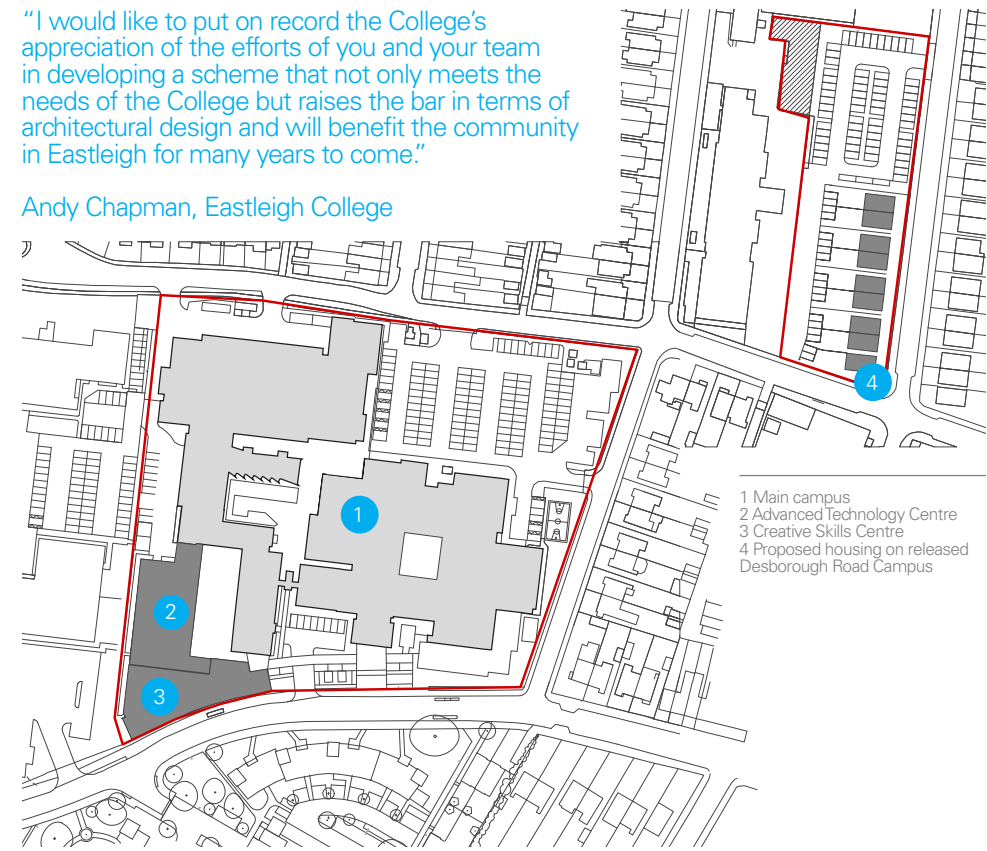 “I would like to put on record the College’s
appreciation of the efforts of you and your team
in developing a scheme that not only meets the
needs of the College but raises the bar in terms of
architectural design and will benefit the community
in Eastleigh for many years to come.”
Andy Chapman, Eastleigh College
4
1
2
3
1 Main campus
2 Advanced Technology Centre
3 Creative Skills Centre
4 Proposed housing on released
Desborough Road Campus